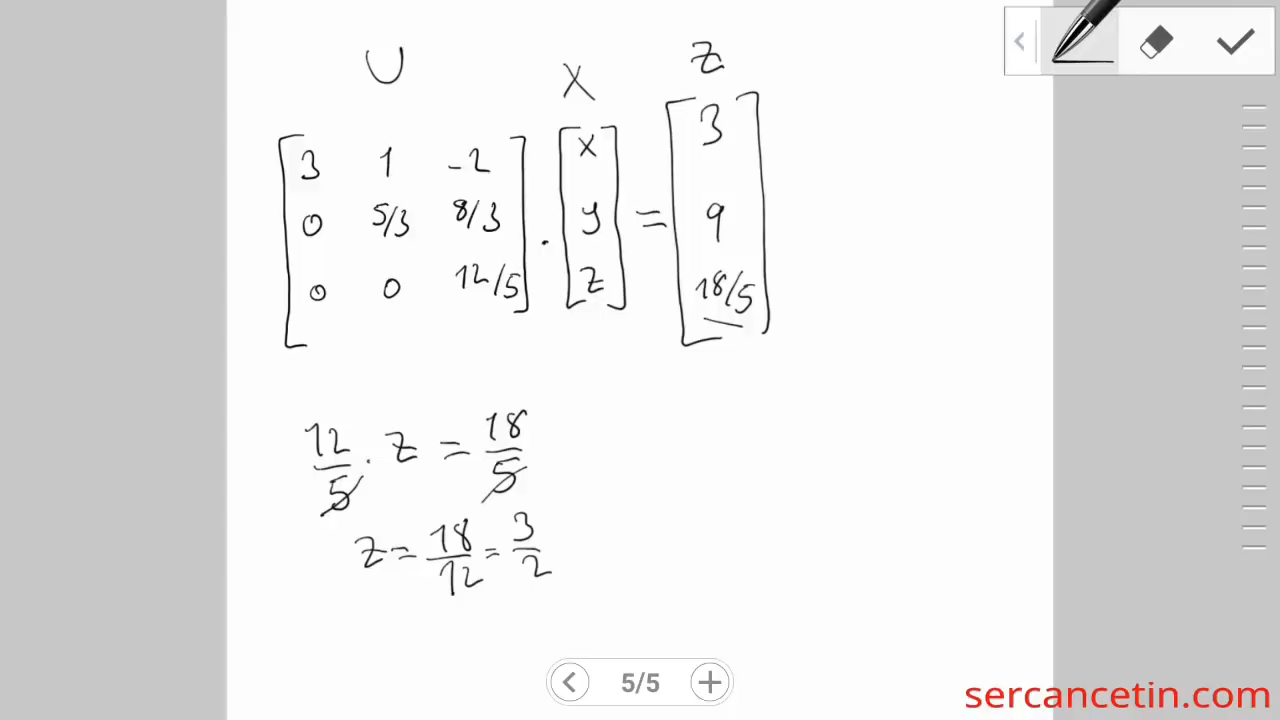 U X Z
3 1 -2 x 3
0 5/3 8/3 . y = 9
0 0 12/5 z 18/5
12/5 . z = 18/5
z = 18/12 = 3/2
5/5
sercancetin.com